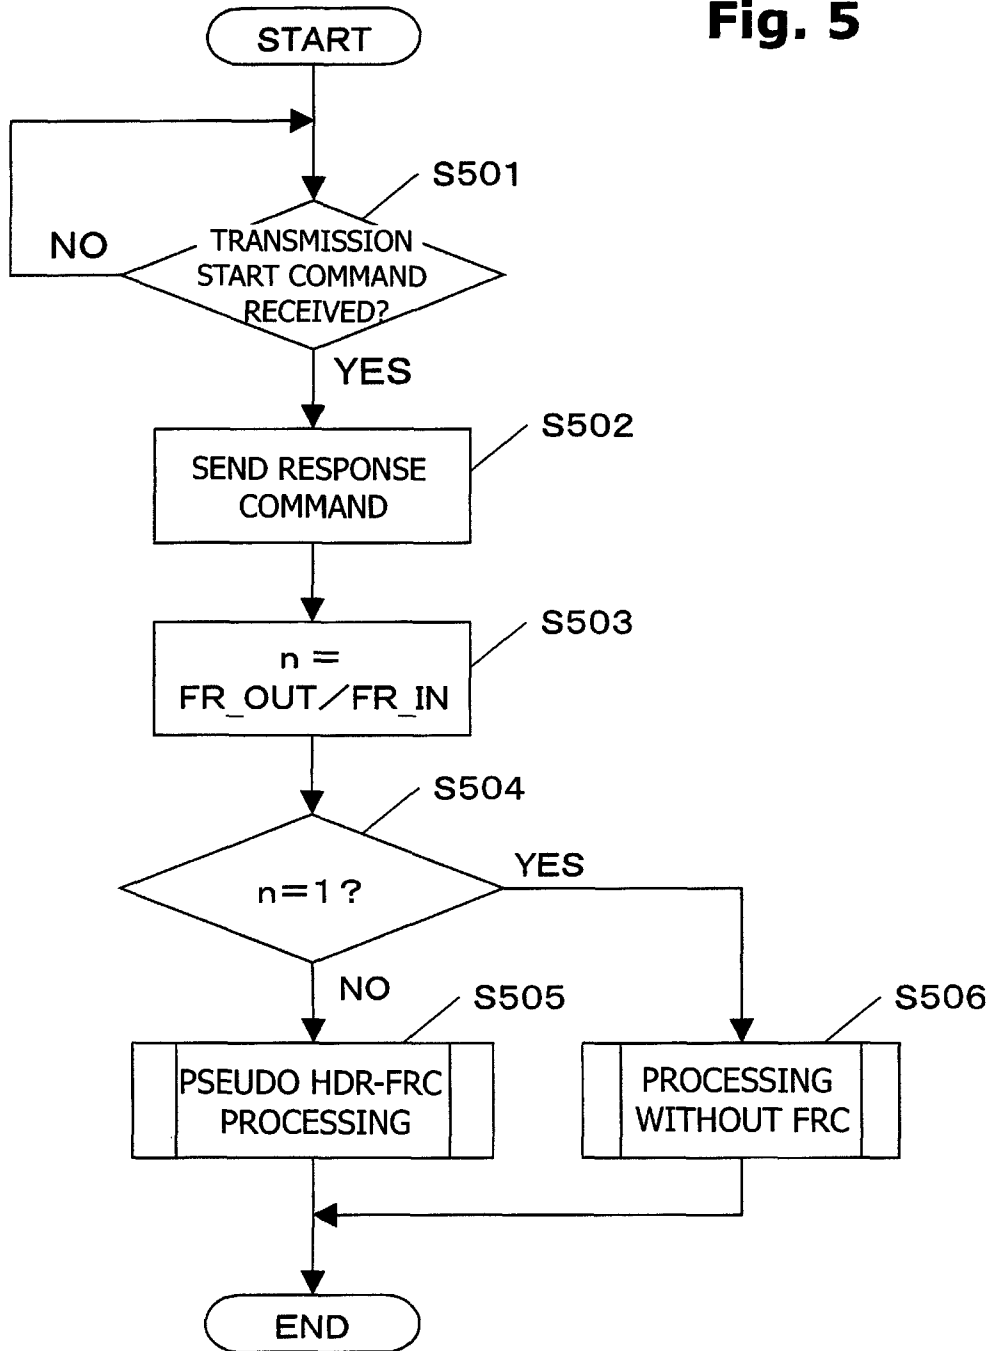 Fig. 5
START
S501
NO
TRANSMISSION
START COMMAND
RECEIVED?
YES
S502
SEND RESPONSE
COMMAND
S503
n =
FR_OUT/FR_IN
S504
n=1?
YES
NO
S505
PSEUDO HDR-FRC
PROCESSING
S506
PROCESSING
WITHOUT FRC
END